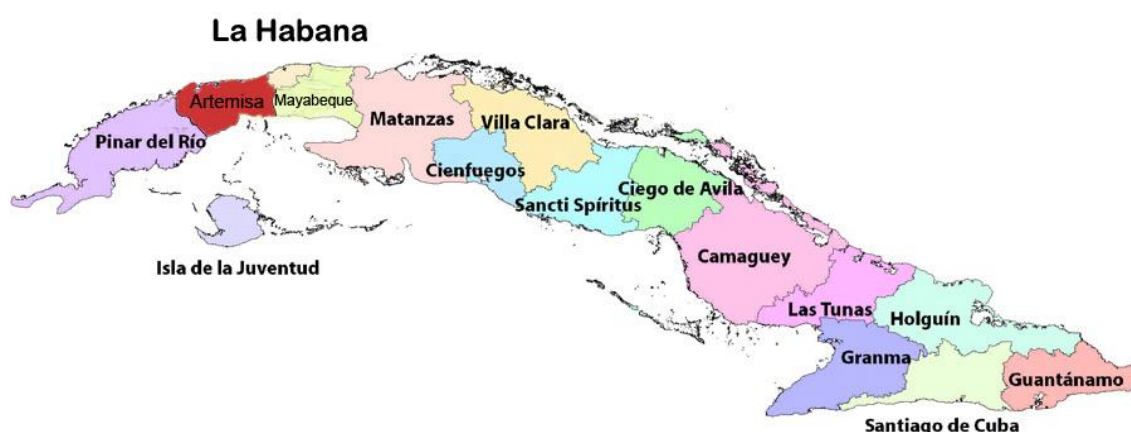 La Habana
Artemisa
Mayabeque
Pinar del Río
Matanzas
Villa Clara
Cienfuegos
Sancti Spíritus
Ciego de Avila
Isla de la Juventud
Camaguey
Las Tunas
Holguín
Granma
Guantánamo
Santiago de Cuba